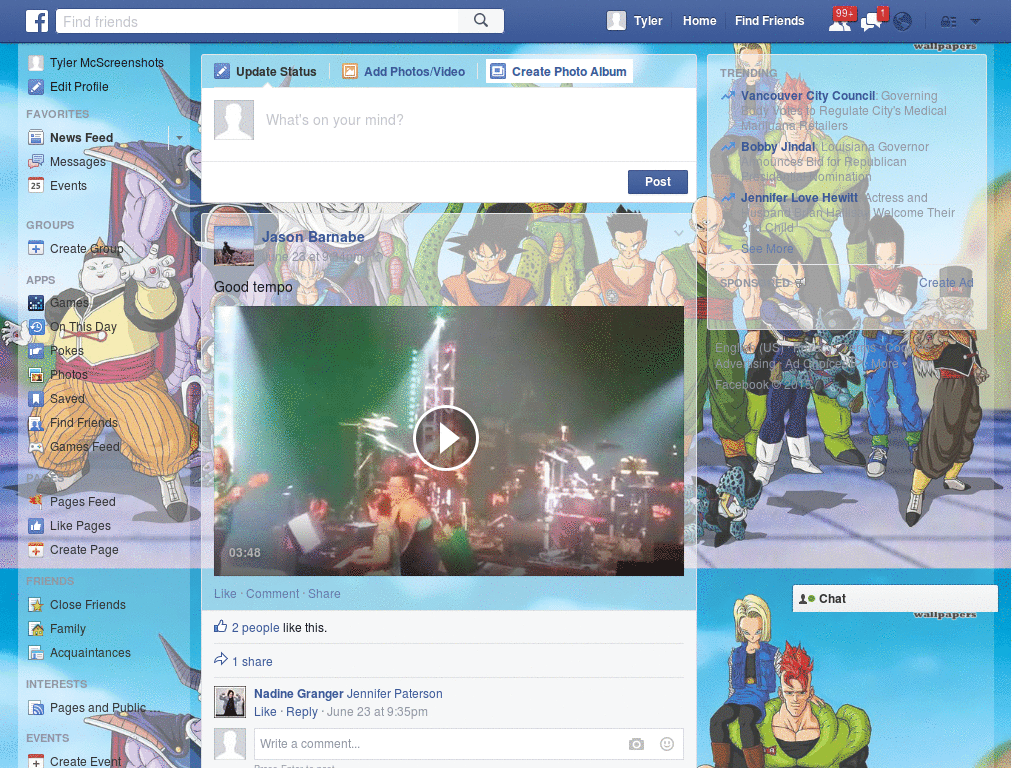 Find friends
Tyler
Home
Find Friends
99+
1
wallpapers
Tyler McScreenshots
Edit Profile
FAVORITES
News Feed
Messages
2
Events
GROUPS
Create Group
APPS
Games
On This Day
Pokes
Photos
Saved
Find Friends
Games Feed
PAGES
Pages Feed
Like Pages
Create Page
FRIENDS
Close Friends
Family
Acquaintances
INTERESTS
Pages and Public ...
EVENTS
Create Event
Update Status
Add Photos/Video
Create Photo Album
What's on your mind?
Post
Jason Barnabe
June 23 at 9:34pm
Good tempo
03:48
Like · Comment · Share
2 people like this.
1 share
Nadine Granger Jennifer Paterson
Like · Reply · June 23 at 9:35pm
Write a comment...
Press Enter to post.
TRENDING
Vancouver City Council: Governing
Body Votes to Regulate City's Medical
Marijuana Retailers
Bobby Jindal: Louisiana Governor
Announces Bid for Republican
Presidential Nomination
Jennifer Love Hewitt: Actress and
Husband Brian Hallisay Welcome Their
2nd Child
See More
SPONSORED
Create Ad
English (US)
Advertising · Ad Choices · More
Facebook © 2015
Chat
wallpapers